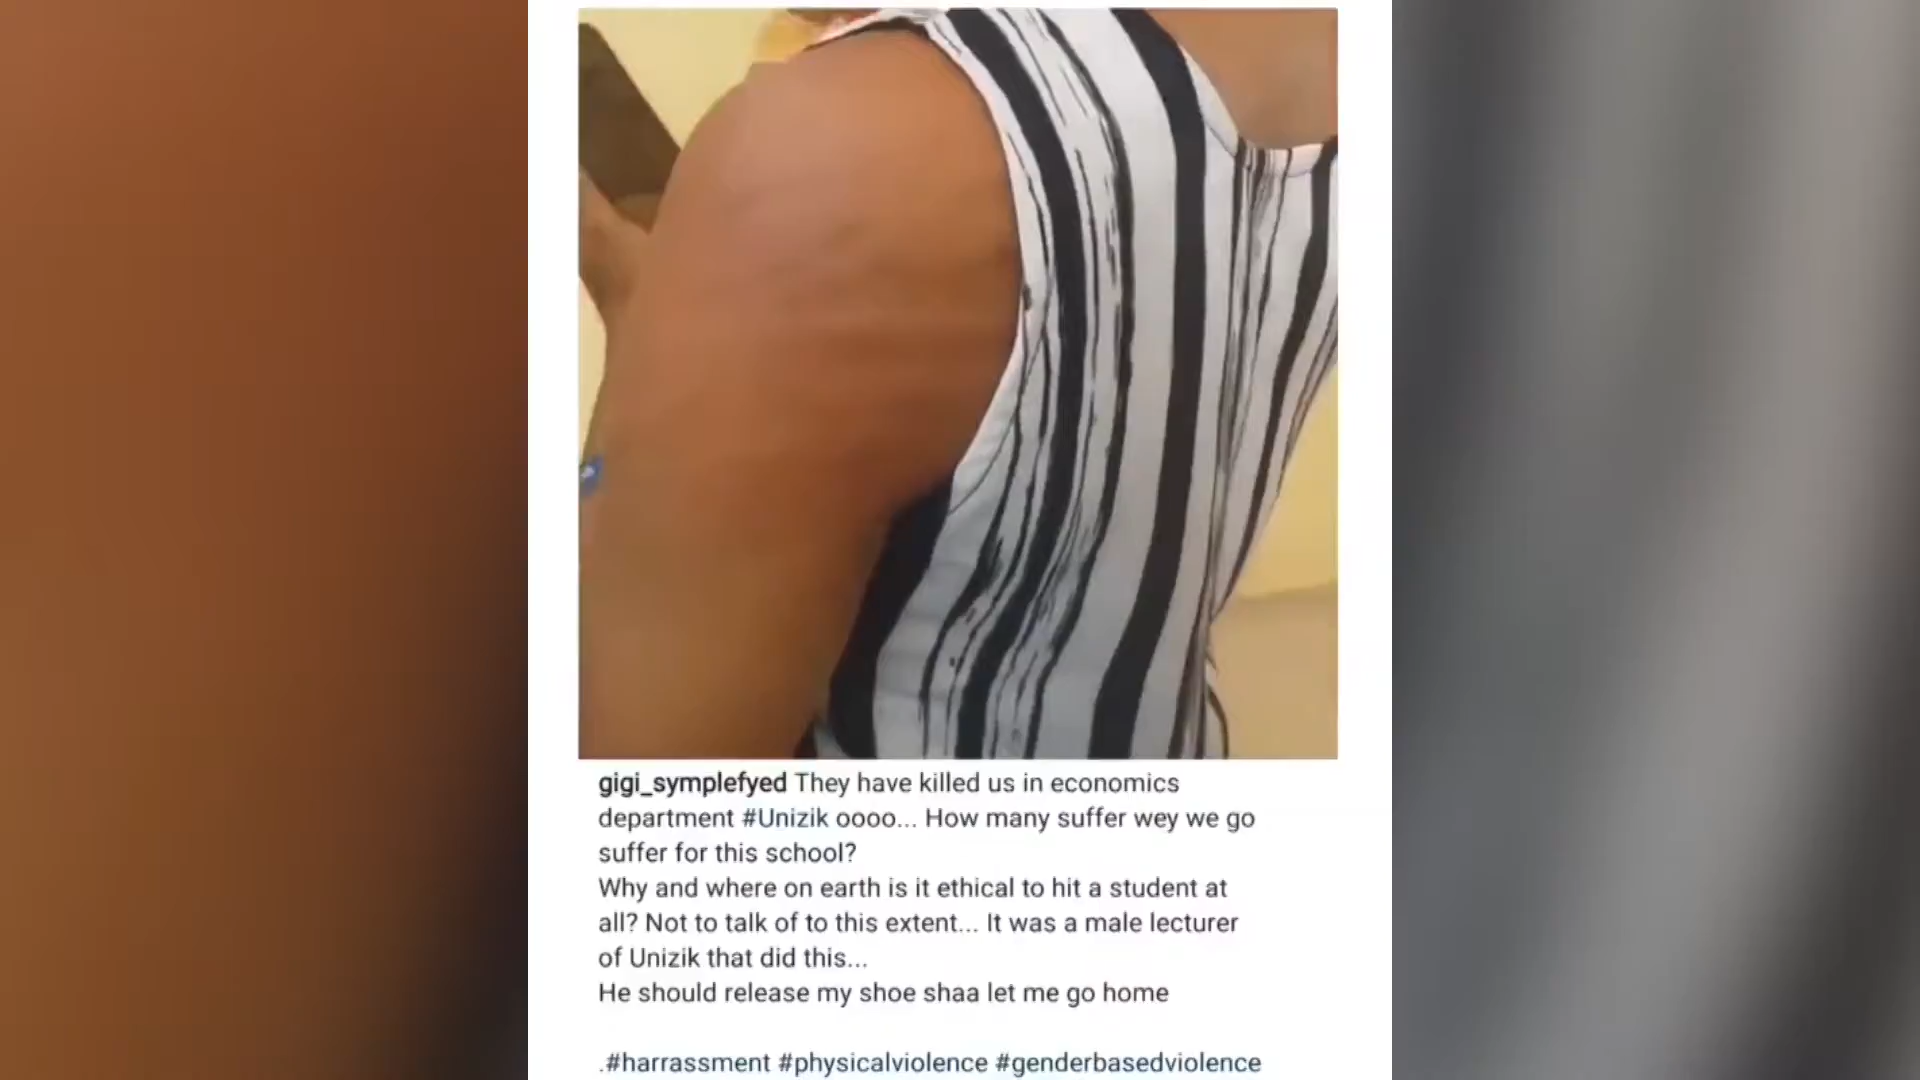 gigi_symplefyed They have killed us in economics
department #Unizik oooo... How many suffer wey we go
suffer for this school?
Why and where on earth is it ethical to hit a student at
all? Not to talk of to this extent... It was a male lecturer
of Unizik that did this...
He should release my shoe shaa let me go home
.#harrassment #physicalviolence #genderbasedviolence